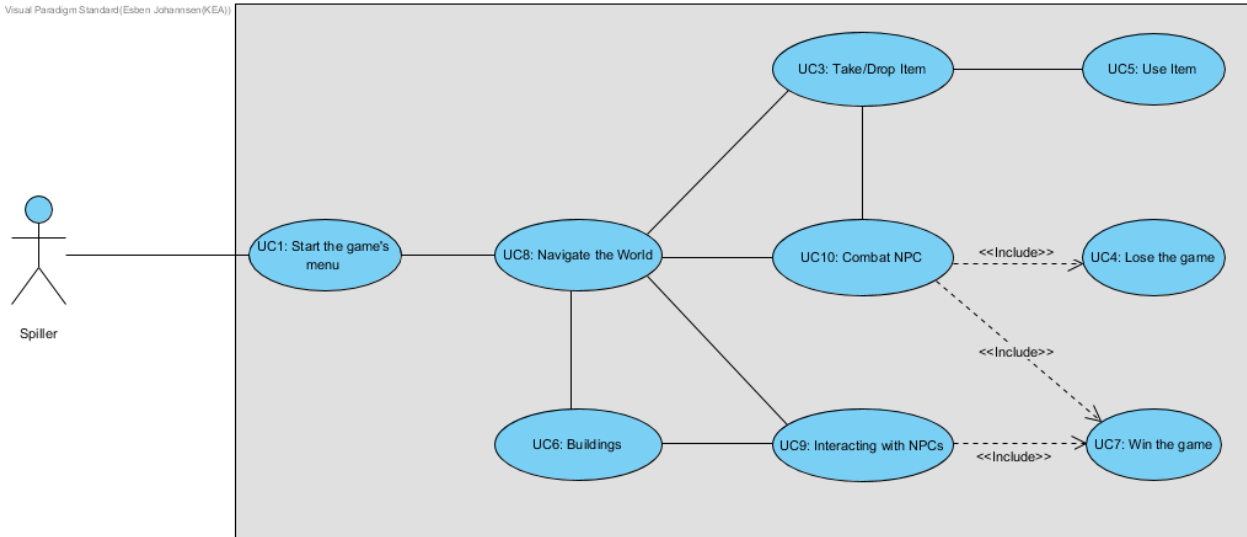 Visual Paradigm Standard(Esben Johannsen(KEA))
UC3: Take/Drop Item
UC5: Use Item
UC1: Start the game's
menu
UC8: Navigate the World
UC10: Combat NPC
<<Include>>
UC4: Lose the game
Spiller
<<Include>>
UC6: Buildings
UC9: Interacting with NPCs
<<Include>>
UC7: Win the game